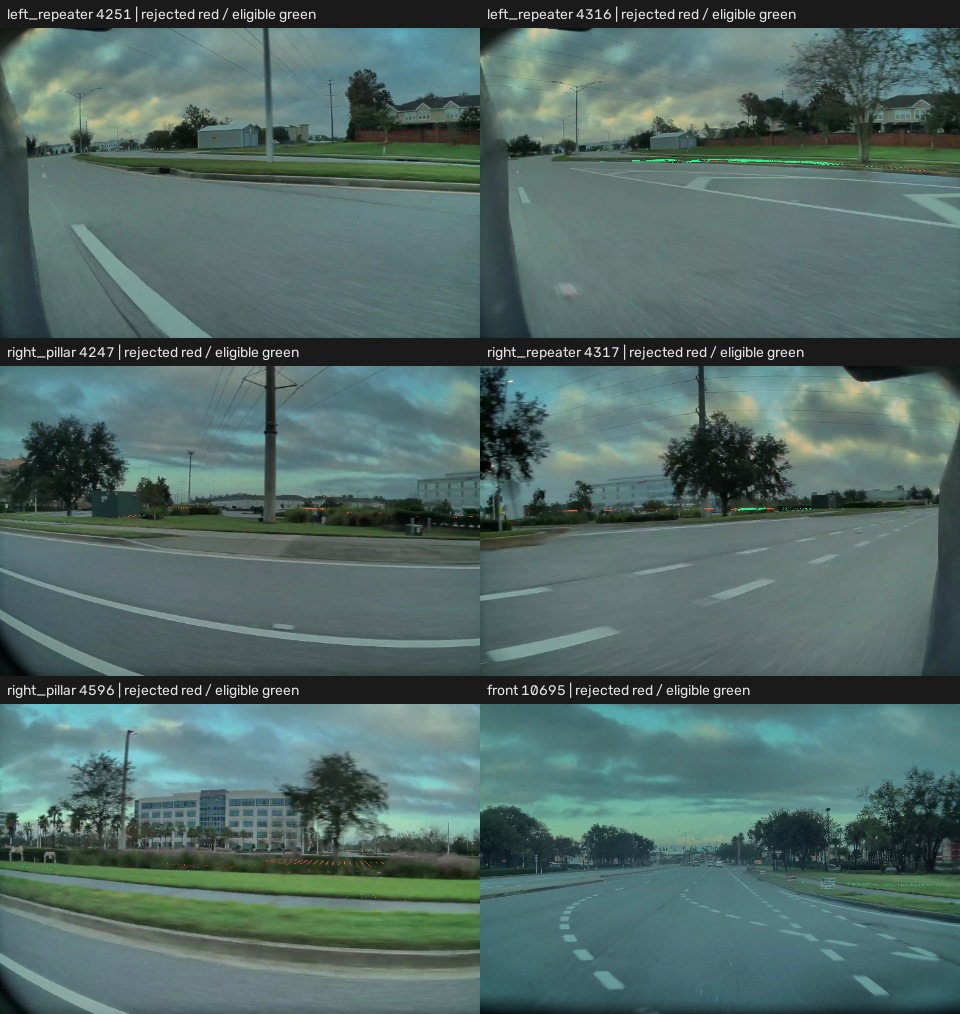 left_repeater 4251 | rejected red / eligible green
left_repeater 4316 | rejected red / eligible green
right_pillar 4247 | rejected red / eligible green
right_repeater 4317 | rejected red / eligible green
right_pillar 4596 | rejected red / eligible green
front 10695 | rejected red / eligible green